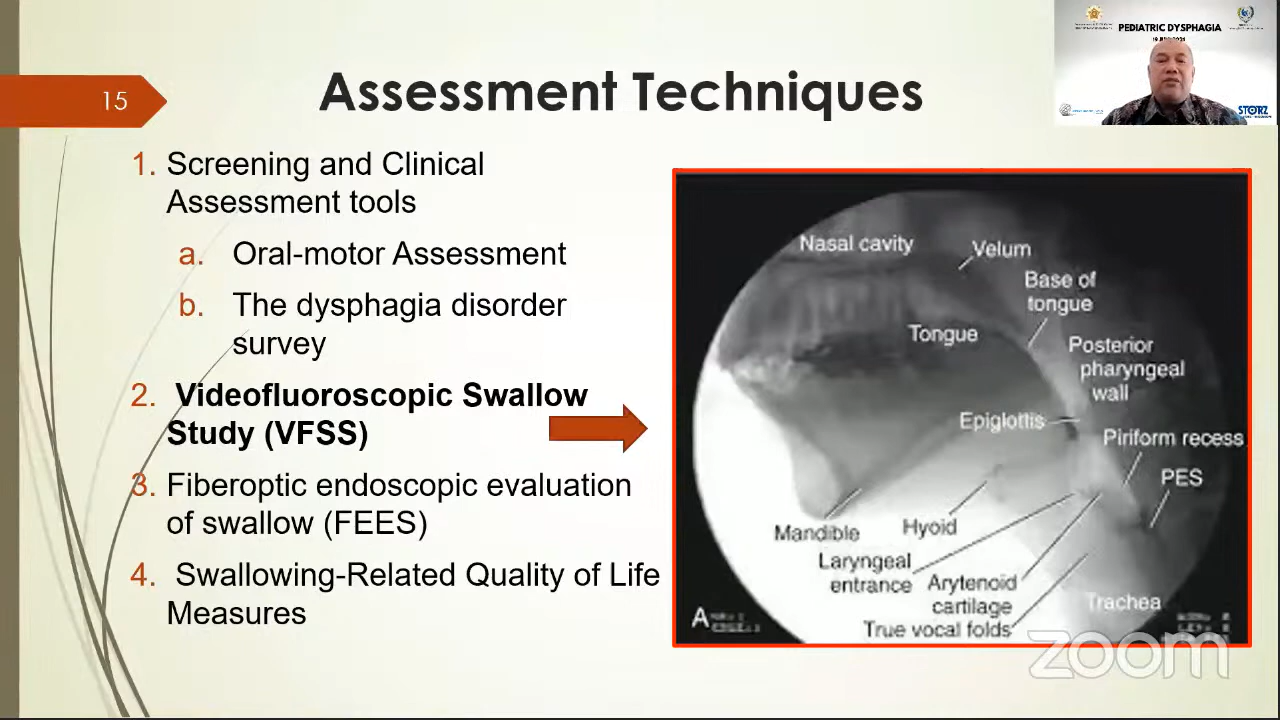 PEDIATRIC DYSPHAGIA
STORZ
15
Assessment Techniques
1. Screening and Clinical
Assessment tools
a. Oral-motor Assessment
b. The dysphagia disorder
survey
2. Videofluoroscopic Swallow
Study (VFSS)
3. Fiberoptic endoscopic evaluation
of swallow (FEES)
4. Swallowing-Related Quality of Life
Measures
Nasal cavity
Velum
Base of
tongue
Tongue
Posterior
pharyngeal
wall
Epiglottis
Piriform recess
PES
Mandible
Hyoid
Laryngeal
entrance
Arytenoid
cartilage
True vocal folds
Trachea
A
zoom